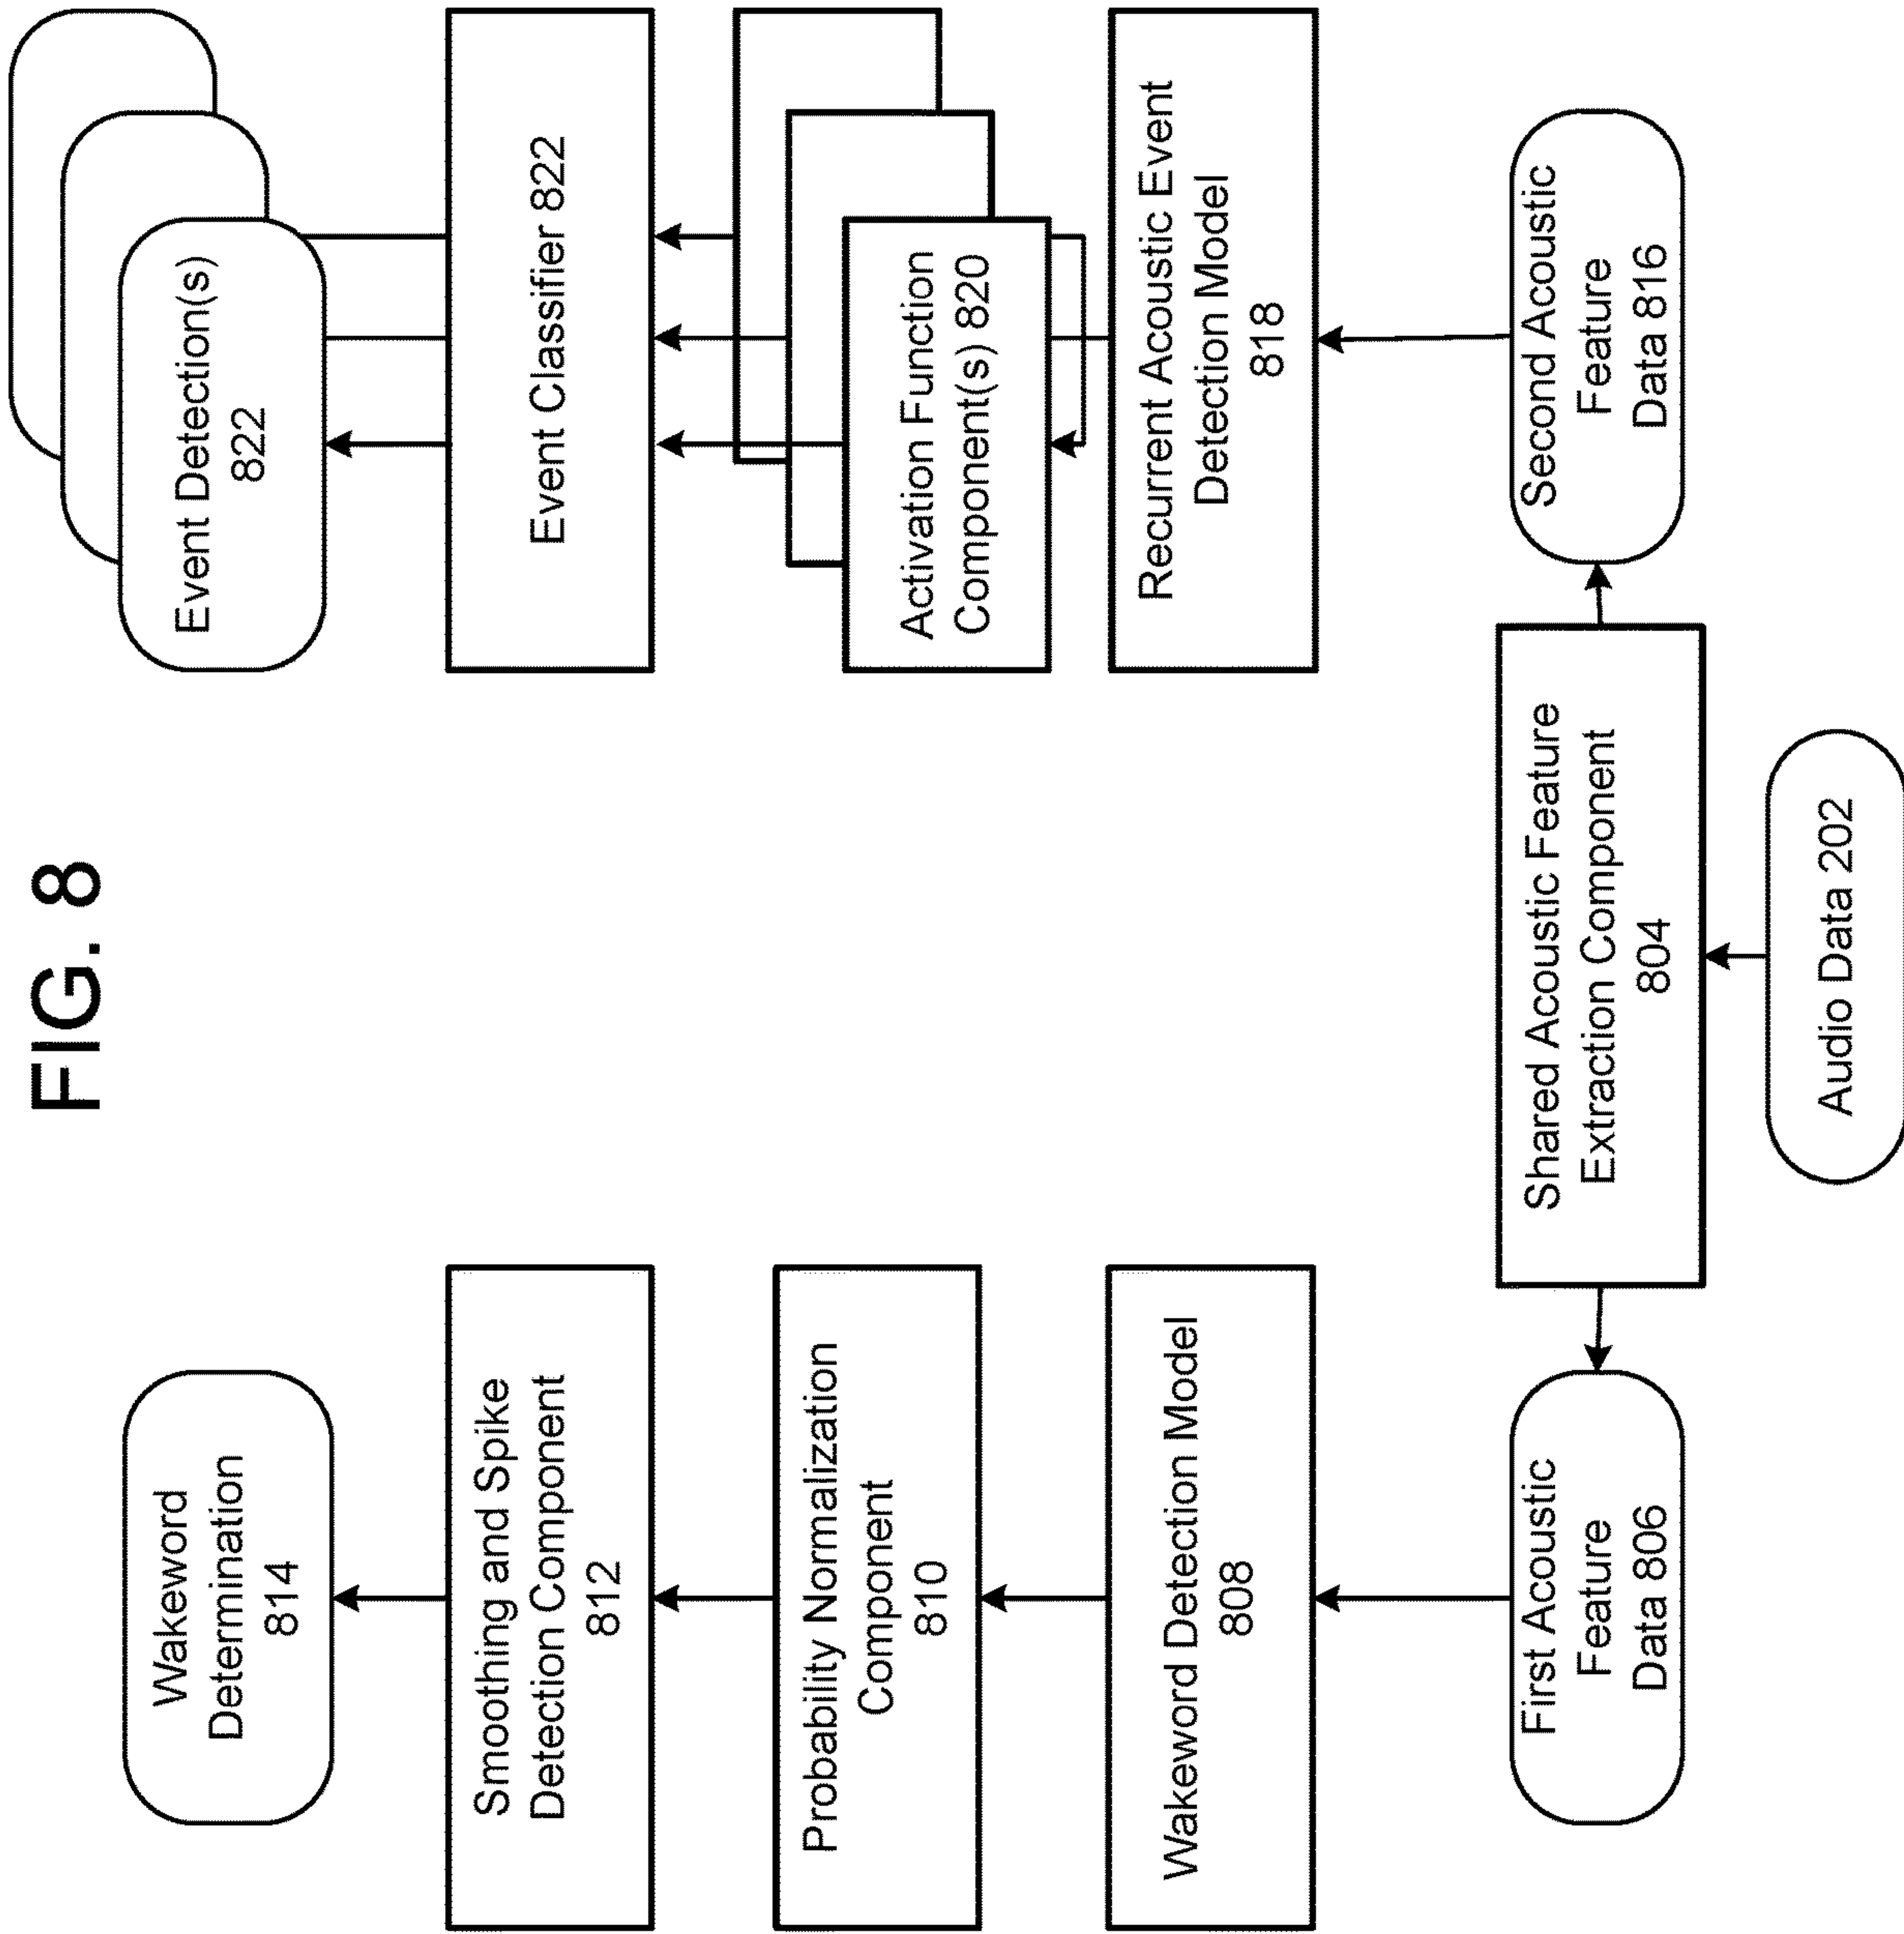 FIG. 8
Wakeword
Determination
814
Smoothing and Spike
Detection Component
812
Probability Normalization
Component
810
Wakeword Detection Model
808
First Acoustic
Feature
Data 806
Shared Acoustic Feature
Extraction Component
804
Audio Data 202
Event Detection(s)
822
Event Classifier 822
Activation Function
Component(s) 820
Recurrent Acoustic Event
Detection Model
818
Second Acoustic
Feature
Data 816